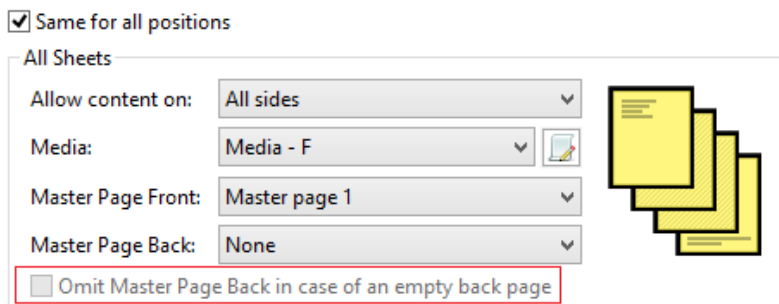 Same for all positions
All Sheets
Allow content on: All sides
Media: Media - F
Master Page Front: Master page 1
Master Page Back: None
Omit Master Page Back in case of an empty back page